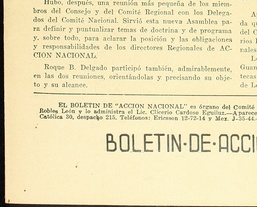 Hubo, después, una reunión más pequeña de los miem-
bros del Consejo y del Comité Regional con los Delega-
dos del Comité Nacional. Sirvió esta nueva Asamblea pa-
ra definir y puntualizar temas de doctrina y de programa
y, sobre todo, para aclarar la posición y las obligaciones
y responsabilidades de los directores Regionales de AC-
CION NACIONAL.
Roque B. Delgado participó también, admirablemente,
en las dos reuniones, orientándolas y precisando su obje-
to y su alcance.
EL BOLETIN DE "ACCION NACIONAL" es órgano del Comité
Robles León y lo administra el Lic. Clicerio Cardoso Eguiluz.—Aparece
Católica 30, despacho 215. Teléfonos: Ericsson 12-72-14 y Mex. J-35-44
BOLETIN·DE·ACCI